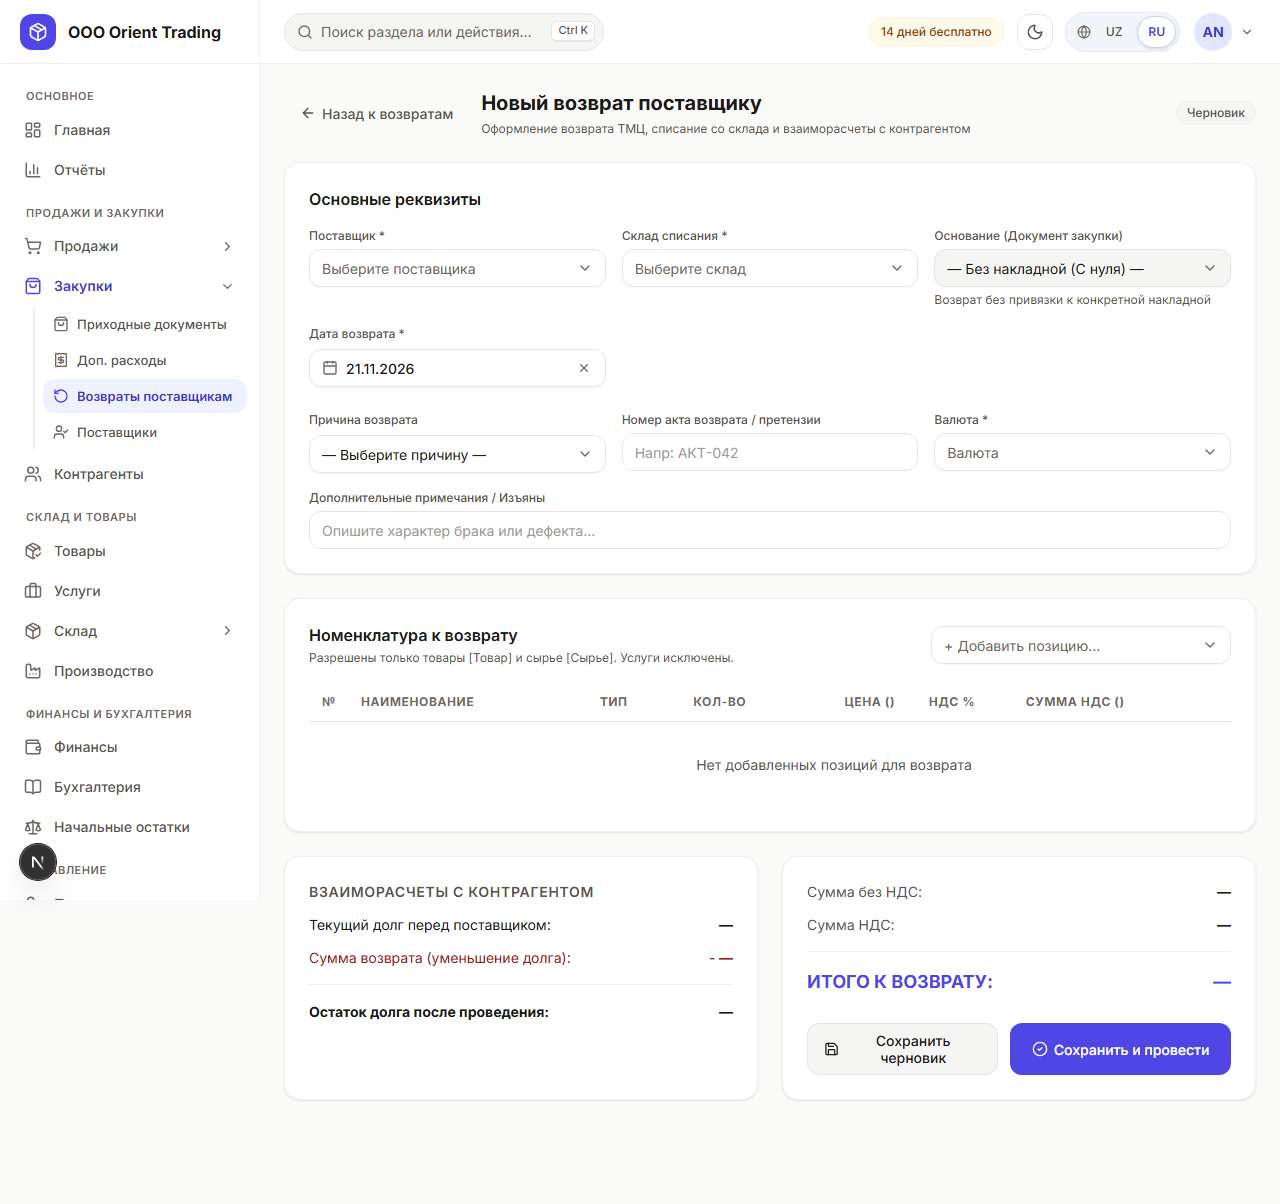 ООО Orient Trading
Поиск раздела или действия...
Ctrl K
14 дней бесплатно
UZ
RU
AN
ОСНОВНОЕ
Главная
Отчёты
ПРОДАЖИ И ЗАКУПКИ
Продажи
Закупки
Приходные документы
Доп. расходы
Возвраты поставщикам
Поставщики
Контрагенты
СКЛАД И ТОВАРЫ
Товары
Услуги
Склад
Производство
ФИНАНСЫ И БУХГАЛТЕРИЯ
Финансы
Бухгалтерия
Начальные остатки
N
Назад к возвратам
Новый возврат поставщику
Оформление возврата ТМЦ, списание со склада и взаиморасчеты с контрагентом
Черновик
Основные реквизиты
Поставщик *
Склад списания *
Основание (Документ закупки)
Выберите поставщика
Выберите склад
— Без накладной (С нуля) —
Возврат без привязки к конкретной накладной
Дата возврата *
21.11.2026
Причина возврата
Номер акта возврата / претензии
Валюта *
— Выберите причину —
Напр: АКТ-042
Валюта
Дополнительные примечания / Изъяны
Опишите характер брака или дефекта...
Номенклатура к возврату
Разрешены только товары [Товар] и сырье [Сырье]. Услуги исключены.
+ Добавить позицию...
№ НАИМЕНОВАНИЕ ТИП КОЛ-ВО ЦЕНА () НДС % СУММА НДС ()
Нет добавленных позиций для возврата
ВЗАИМОРАСЧЕТЫ С КОНТРАГЕНТОМ
Текущий долг перед поставщиком: —
Сумма возврата (уменьшение долга): - —
Остаток долга после проведения: —
Сумма без НДС: —
Сумма НДС: —
ИТОГО К ВОЗВРАТУ: —
Сохранить
черновик
Сохранить и провести